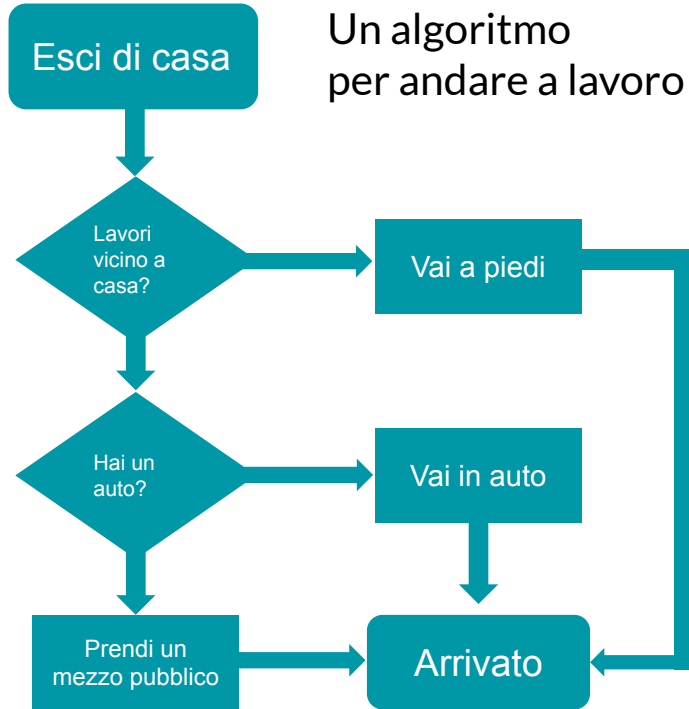 Esci di casa
Un algoritmo
per andare a lavoro
Lavori
vicino a
casa?
Vai a piedi
Hai un
auto?
Vai in auto
Prendi un
mezzo pubblico
Arrivato